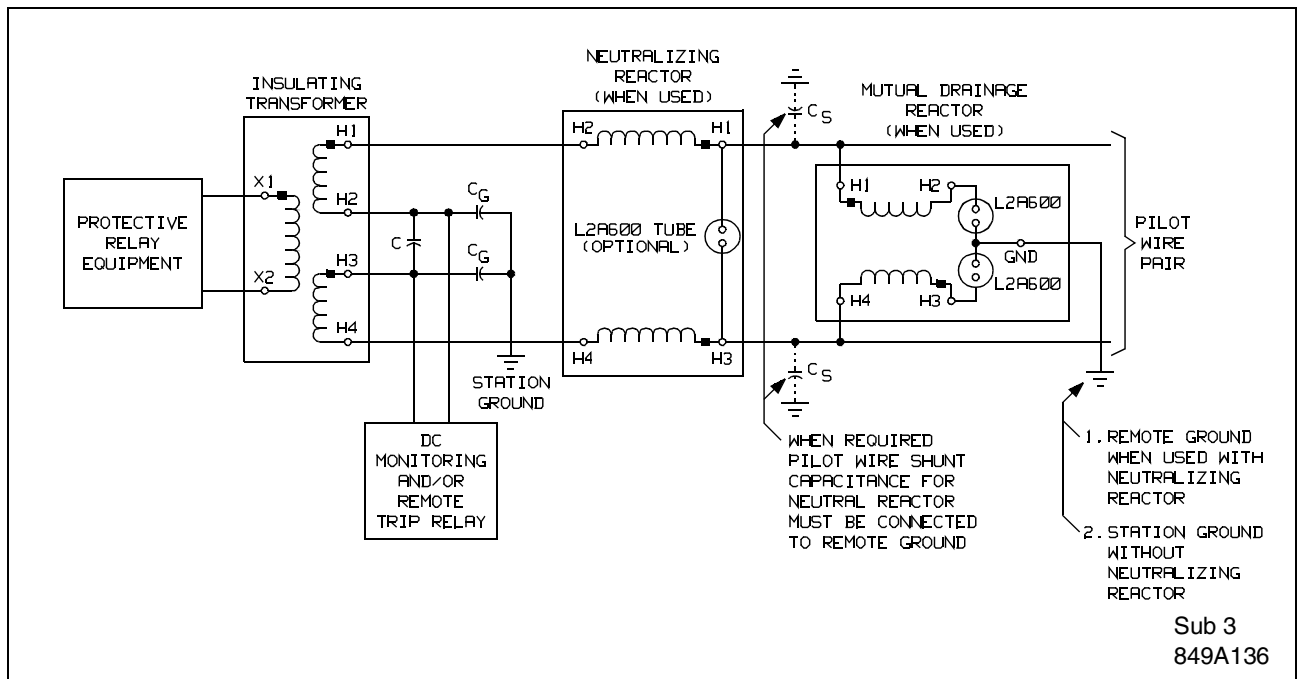 INSULATING
TRANSFORMER
H1
X1
H2
H3
X2
H4
PROTECTIVE
RELAY
EQUIPMENT
C
CG
CG
STATION
GROUND
DC
MONITORING
AND/OR
REMOTE
TRIP RELAY
NEUTRALIZING
REACTOR
(WHEN USED)
H2
H1
L2A600 TUBE
(OPTIONAL)
H4
H3
CS
CS
MUTUAL DRAINAGE
REACTOR
(WHEN USED)
H1
H2
L2A600
GND
L2A600
H4
H3
PILOT
WIRE
PAIR
WHEN REQUIRED
PILOT WIRE SHUNT
CAPACITANCE FOR
NEUTRAL REACTOR
MUST BE CONNECTED
TO REMOTE GROUND
1. REMOTE GROUND
WHEN USED WITH
NEUTRALIZING
REACTOR
2. STATION GROUND
WITHOUT
NEUTRALIZING
REACTOR
Sub 3
849A136